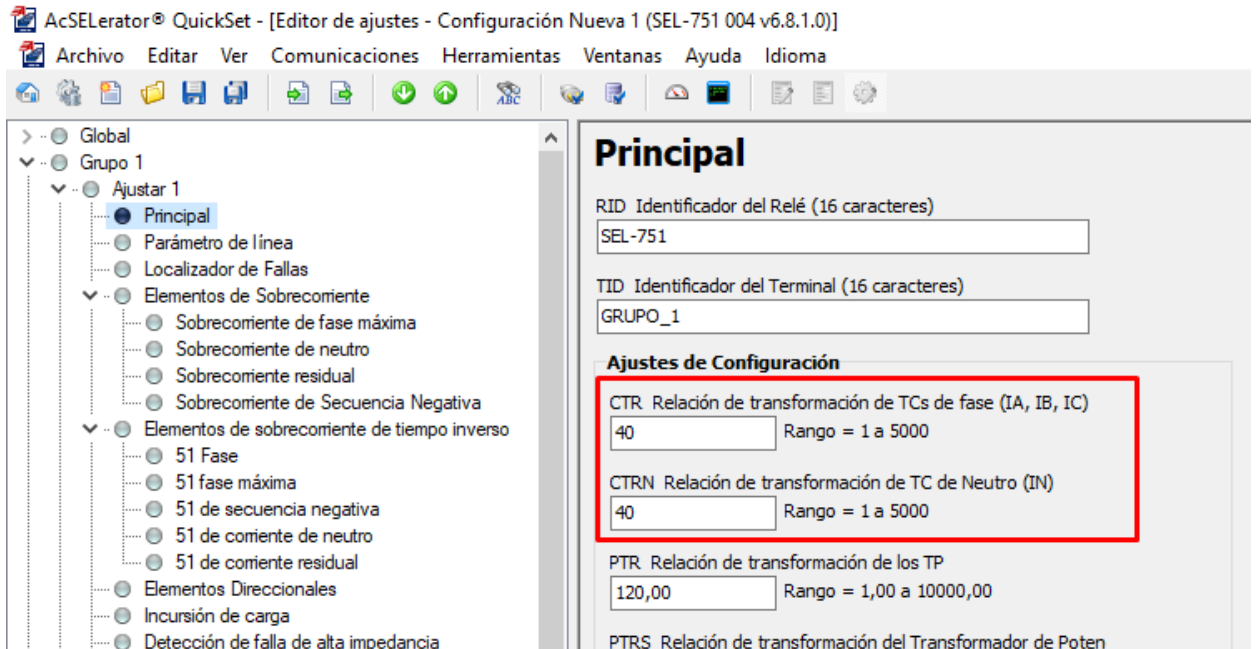 AcSELerator® QuickSet - [Editor de ajustes - Configuración Nueva 1 (SEL-751 004 v6.8.1.0)]
Archivo Editar Ver Comunicaciones Herramientas Ventanas Ayuda Idioma
ABC
Global
Grupo 1
Ajustar 1
Principal
Parámetro de línea
Localizador de Fallas
Elementos de Sobrecorriente
Sobrecorriente de fase máxima
Sobrecorriente de neutro
Sobrecorriente residual
Sobrecorriente de Secuencia Negativa
Elementos de sobrecorriente de tiempo inverso
51 Fase
51 fase máxima
51 de secuencia negativa
51 de corriente de neutro
51 de corriente residual
Elementos Direccionales
Incursión de carga
Detección de falla de alta impedancia
Principal
RID Identificador del Relé (16 caracteres)
SEL-751
TID Identificador del Terminal (16 caracteres)
GRUPO_1
Ajustes de Configuración
CTR Relación de transformación de TCs de fase (IA, IB, IC)
40 Rango = 1 a 5000
CTRN Relación de transformación de TC de Neutro (IN)
40 Rango = 1 a 5000
PTR Relación de transformación de los TP
120,00 Rango = 1,00 a 10000,00
PTRS Relación de transformación del Transformador de Poten